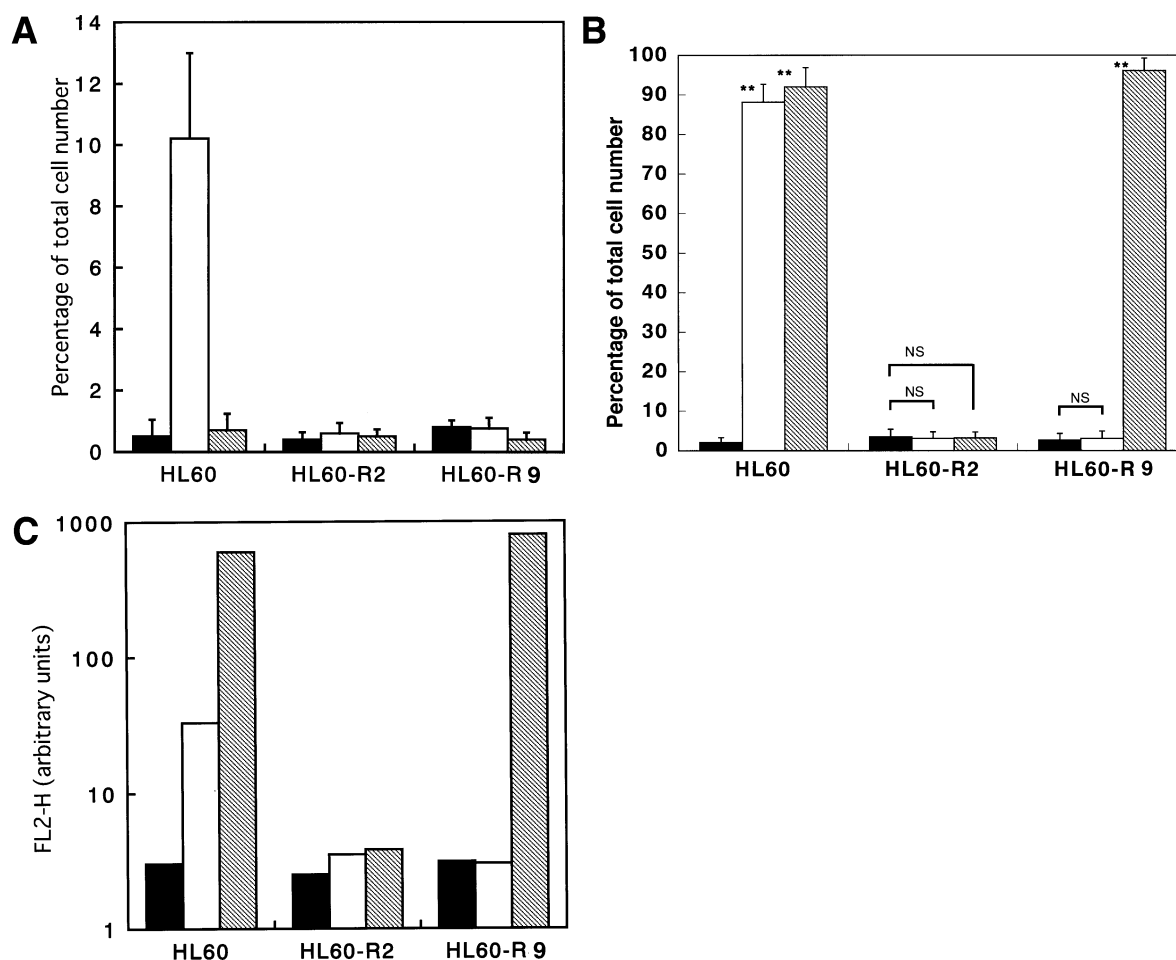 A
Percentage of total cell number
14
12
10
8
6
4
2
0
HL60 HL60-R2 HL60-R 9
B
Percentage of total cell number
100
90
80
70
60
50
40
30
20
10
0
** ** **
NS
NS NS
HL60 HL60-R2 HL60-R 9
C
FL2-H (arbitrary units)
1000
100
10
1
HL60 HL60-R2 HL60-R 9